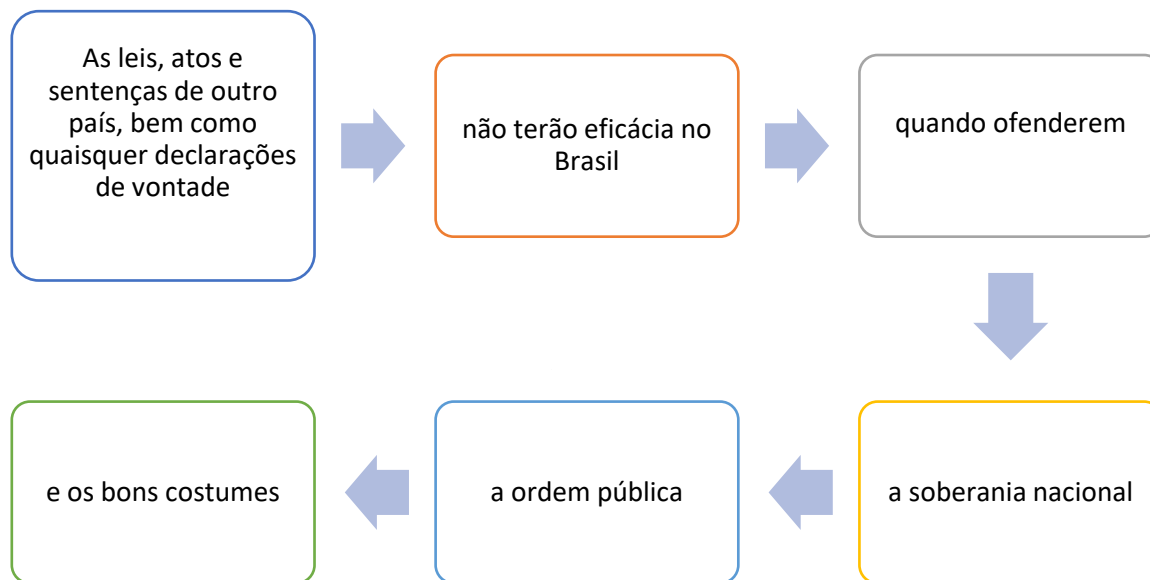 As leis, atos e
sentenças de outro
país, bem como
quaisquer declarações
de vontade
não terão eficácia no
Brasil
quando ofenderem
a soberania nacional
a ordem pública
e os bons costumes